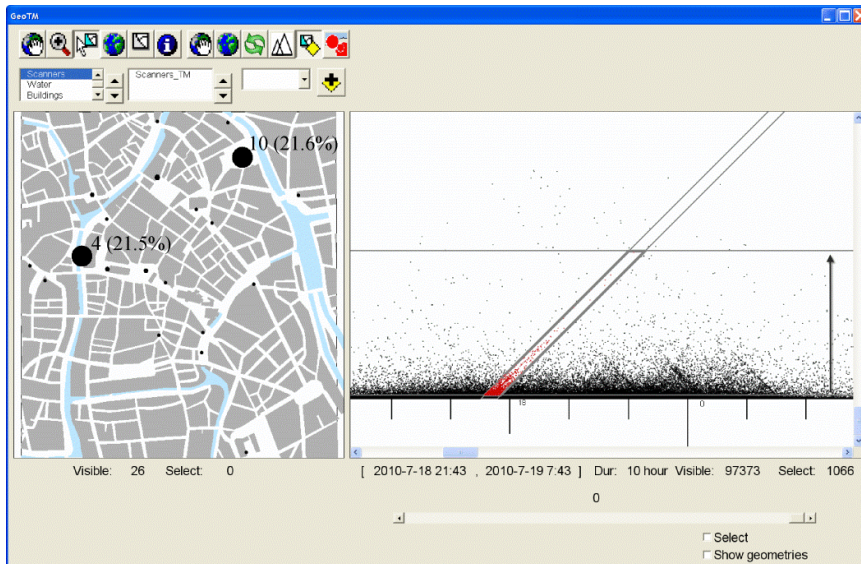 GeoTM
Scanners
Water
Buildings
Scanners_TM
10 (21.6%)
4 (21.5%)
18
0
Visible: 26 Select: 0
[ 2010-7-18 21:43 , 2010-7-19 7:43 ] Dur: 10 hour Visible: 97373 Select: 1066
0
Select
Show geometries